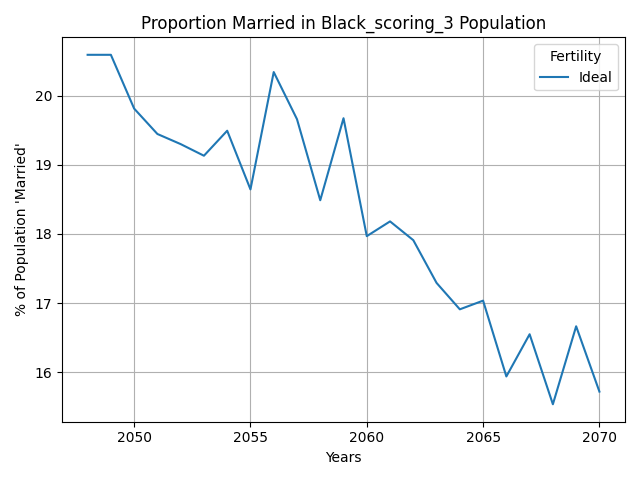 Proportion Married in Black_scoring_3 Population
Fertility
Ideal
% of Population 'Married'
20
19
18
17
16
2050 2055 2060 2065 2070
Years